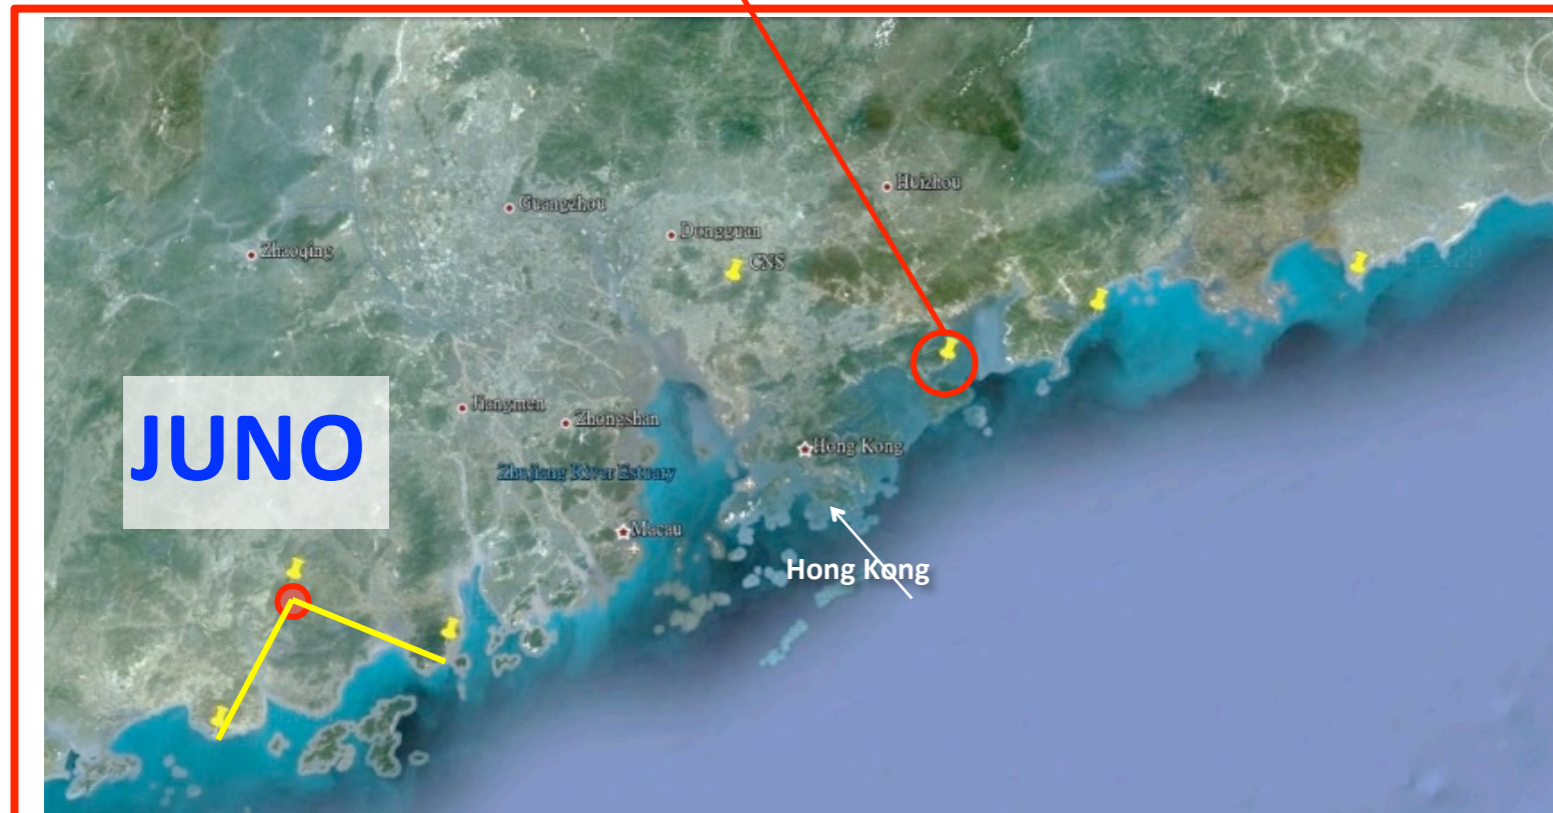 Huizhou
Guangzhou
Dongguan
Zhaoqing
CNS
JUNO
Jiangmen
Zhongshan
Hong Kong
Zhujiang River Estuary
Macau
Hong Kong